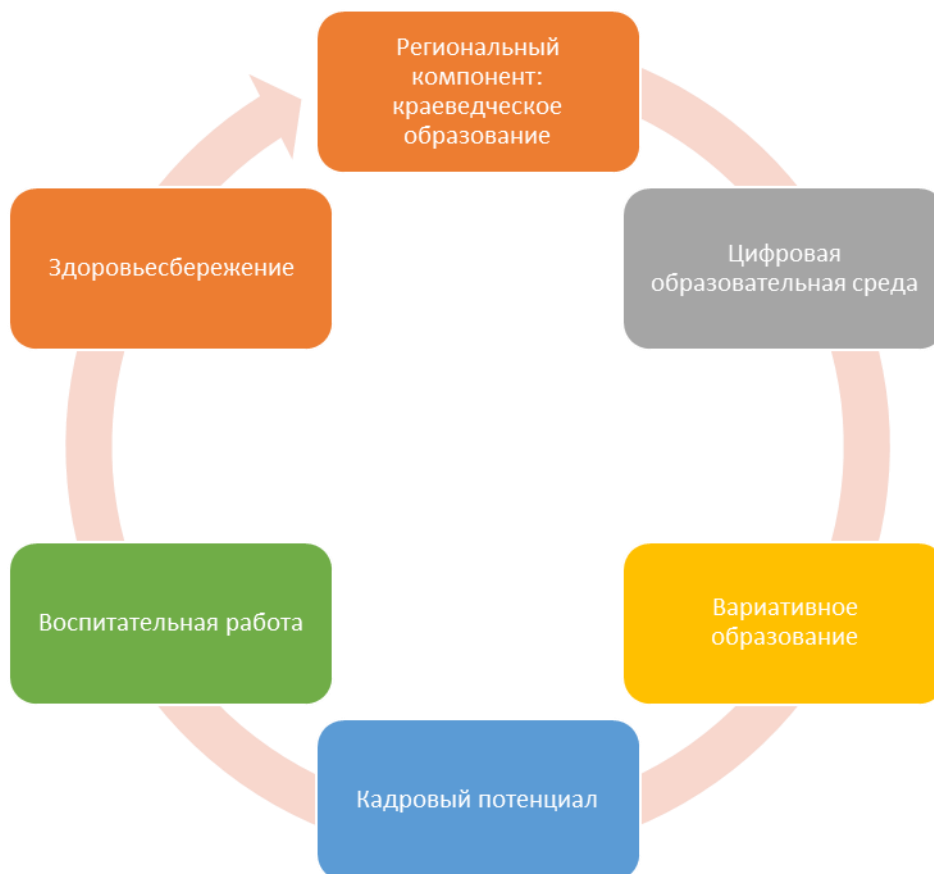 Региональный
компонент:
краеведческое
образование
Цифровая
образовательная среда
Вариативное
образование
Кадровый потенциал
Воспитательная работа
Здоровьесбережение